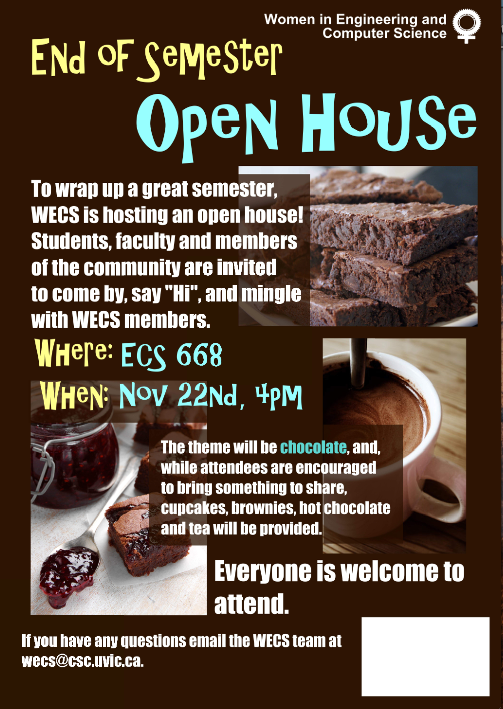 Women in Engineering and
Computer Science
End of Semester
Open House
To wrap up a great semester,
WECS is hosting an open house!
Students, faculty and members
of the community are invited
to come by, say "Hi", and mingle
with WECS members.
Where: ECS 668
When: Nov 22nd, 4pm
The theme will be chocolate, and,
while attendees are encouraged
to bring something to share,
cupcakes, brownies, hot chocolate
and tea will be provided.
Everyone is welcome to
attend.
If you have any questions email the WECS team at
wecs@csc.uvic.ca.